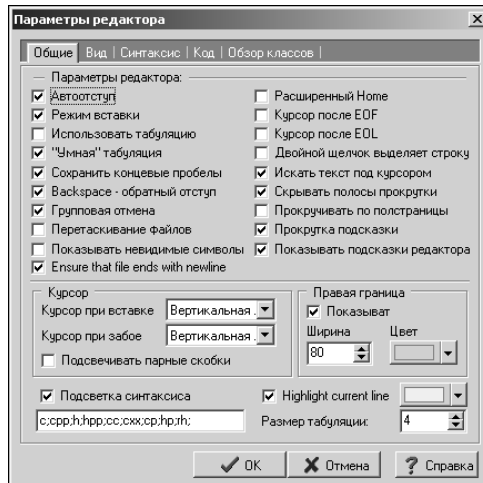 Параметры редактора
Общие | Вид | Синтаксис | Код | Обзор классов |
Параметры редактора:
Автоотступ
Расширенный Home
Режим вставки
Курсор после EOF
Использовать табуляцию
Курсор после EOL
"Умная" табуляция
Двойной щелчок выделяет строку
Сохранить концевые пробелы
Искать текст под курсором
Backspace - обратный отступ
Скрывать полосы прокрутки
Групповая отмена
Прокручивать по полстраницы
Перетаскивание файлов
Прокрутка подсказки
Показывать невидимые символы
Показывать подсказки редактора
Ensure that file ends with newline
Курсор
Правая граница
Курсор при вставке
Вертикальная .
Показыват
Курсор при забое
Вертикальная .
Ширина
Цвет
80
Подсвечивать парные скобки
Подсветка синтаксиса
Highlight current line
c;cpp;h;hpp;cc;cxx;cp;hp;rh;
Размер табуляции:
4
OK
Отмена
? Справка